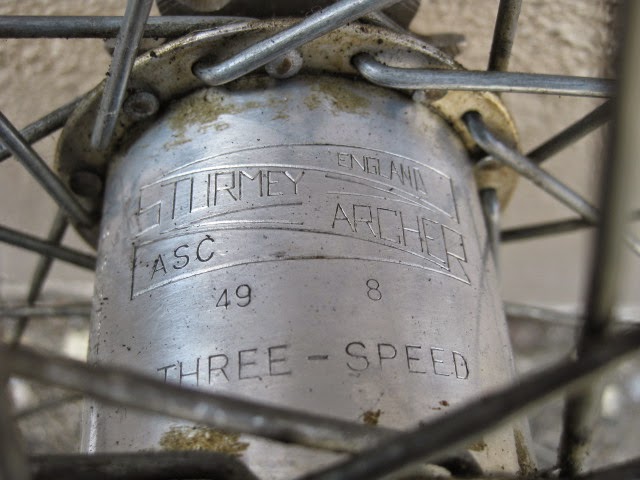 ENGLAND
STURMEY
ARCHER
ASC
49 8
THREE-SPEED